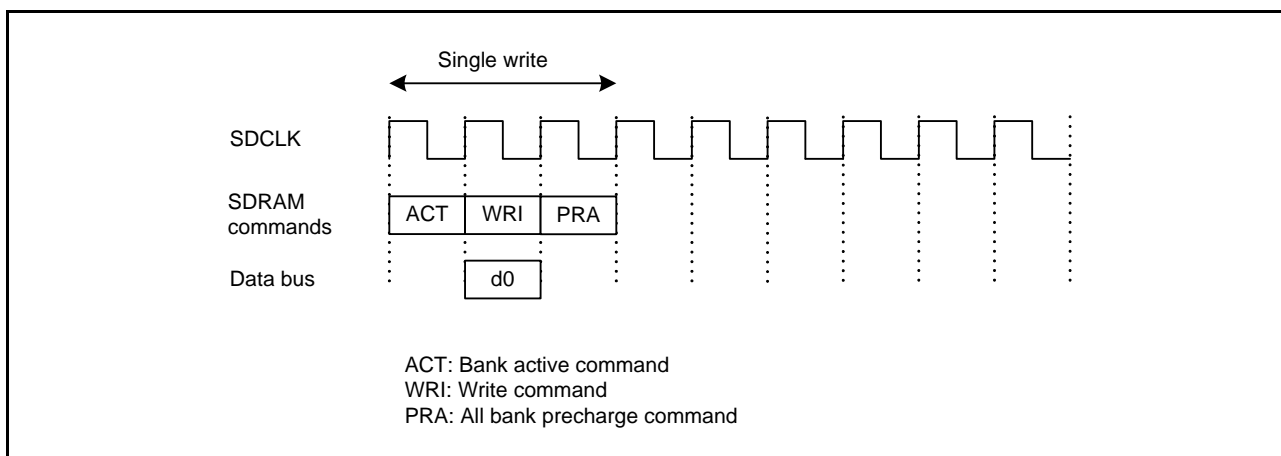 Single write
SDCLK
SDRAM
commands
ACT WRI PRA
Data bus
d0
ACT: Bank active command
WRI: Write command
PRA: All bank precharge command